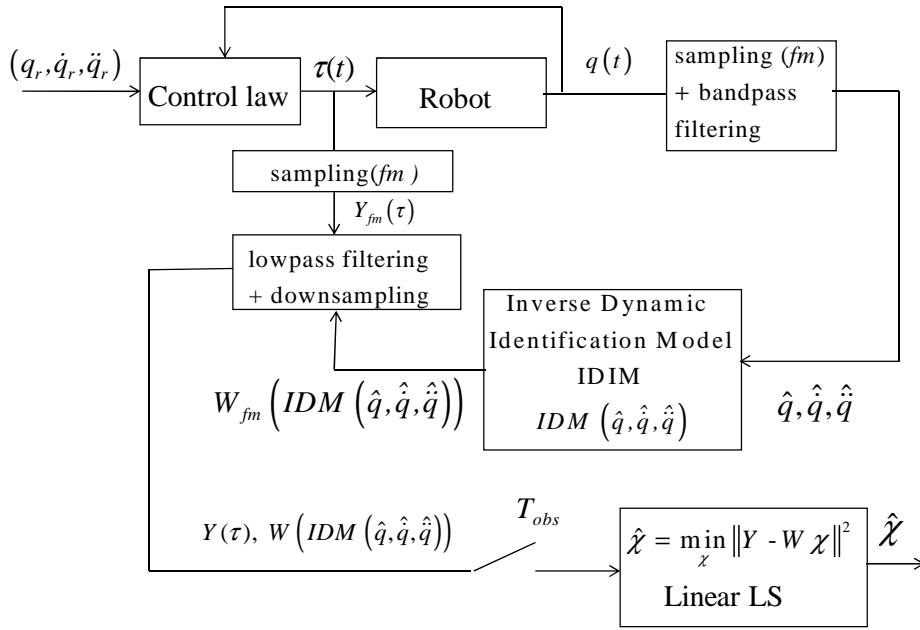 (q_r, q̇_r, q̈_r)
Control law
τ(t)
Robot
q(t)
sampling (fm)
+ bandpass
filtering
sampling(fm)
Y_fm(τ)
lowpass filtering
+ downsampling
Inverse Dynamic
Identification Model
IDIM
IDM (q̂, q̇̂, q̈̂)
W_fm (IDM (q̂, q̇̂, q̈̂))
q̂, q̇̂, q̈̂
Y(τ), W(IDM (q̂, q̇̂, q̈̂))
T_obs
χ̂ = min_χ ‖Y - W χ‖²
Linear LS
χ̂